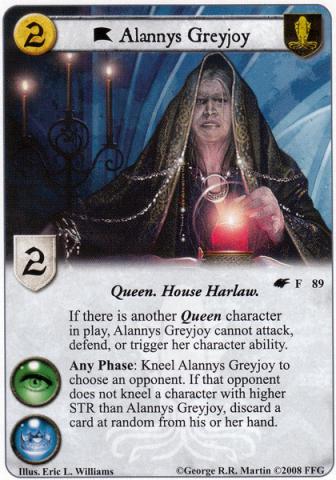 2
Alannys Greyjoy
2
Queen. House Harlaw.
F 89
If there is another Queen character
in play, Alannys Greyjoy cannot attack,
defend, or trigger her character ability.
Any Phase: Kneel Alannys Greyjoy to
choose an opponent. If that opponent
does not kneel a character with higher
STR than Alannys Greyjoy, discard a
card at random from his or her hand.
Illus. Eric L. Williams
©George R.R. Martin ©2008 FFG